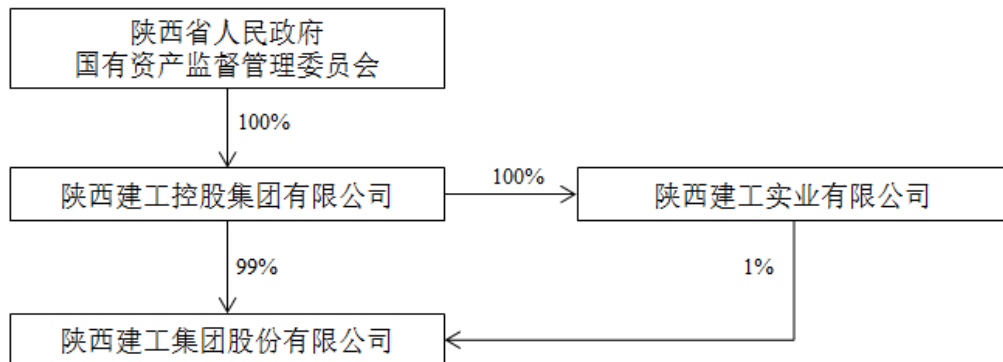 陕西省人民政府
国有资产监督管理委员会
100%
陕西建工控股集团有限公司
100%
陕西建工实业有限公司
99%
1%
陕西建工集团股份有限公司